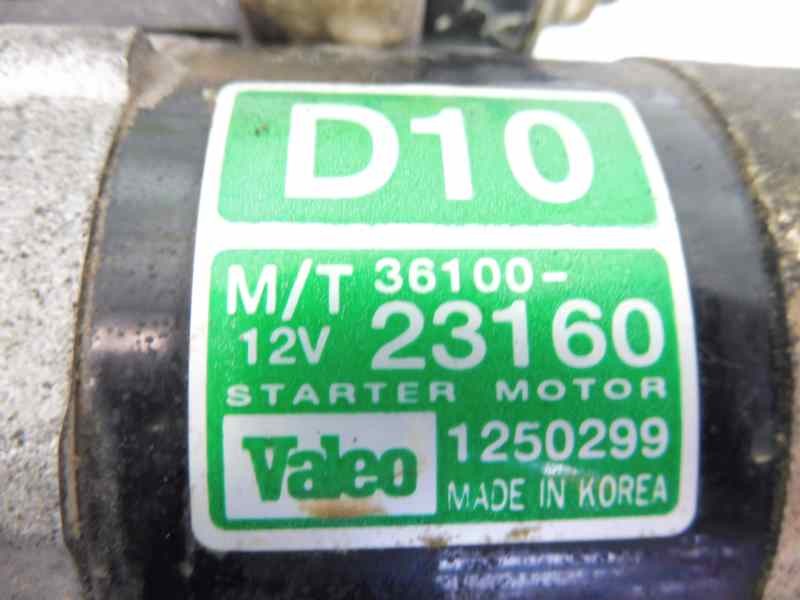 D10
M/T 36100-
12V 23160
STARTER MOTOR
Valeo 1250299
MADE IN KOREA